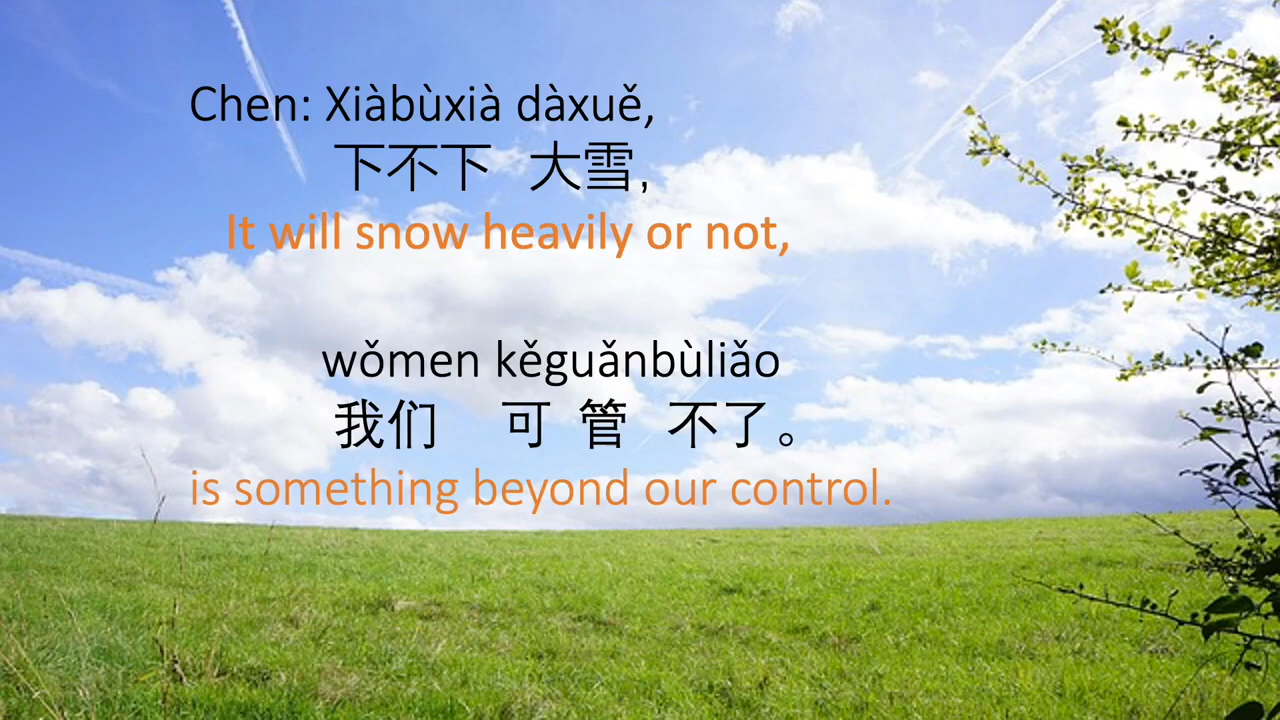 Chen: Xiàbùxià dàxuě,
下不下 大雪,
It will snow heavily or not,
wǒmen kěguǎnbùliǎo
我们 可 管 不了。
is something beyond our control.